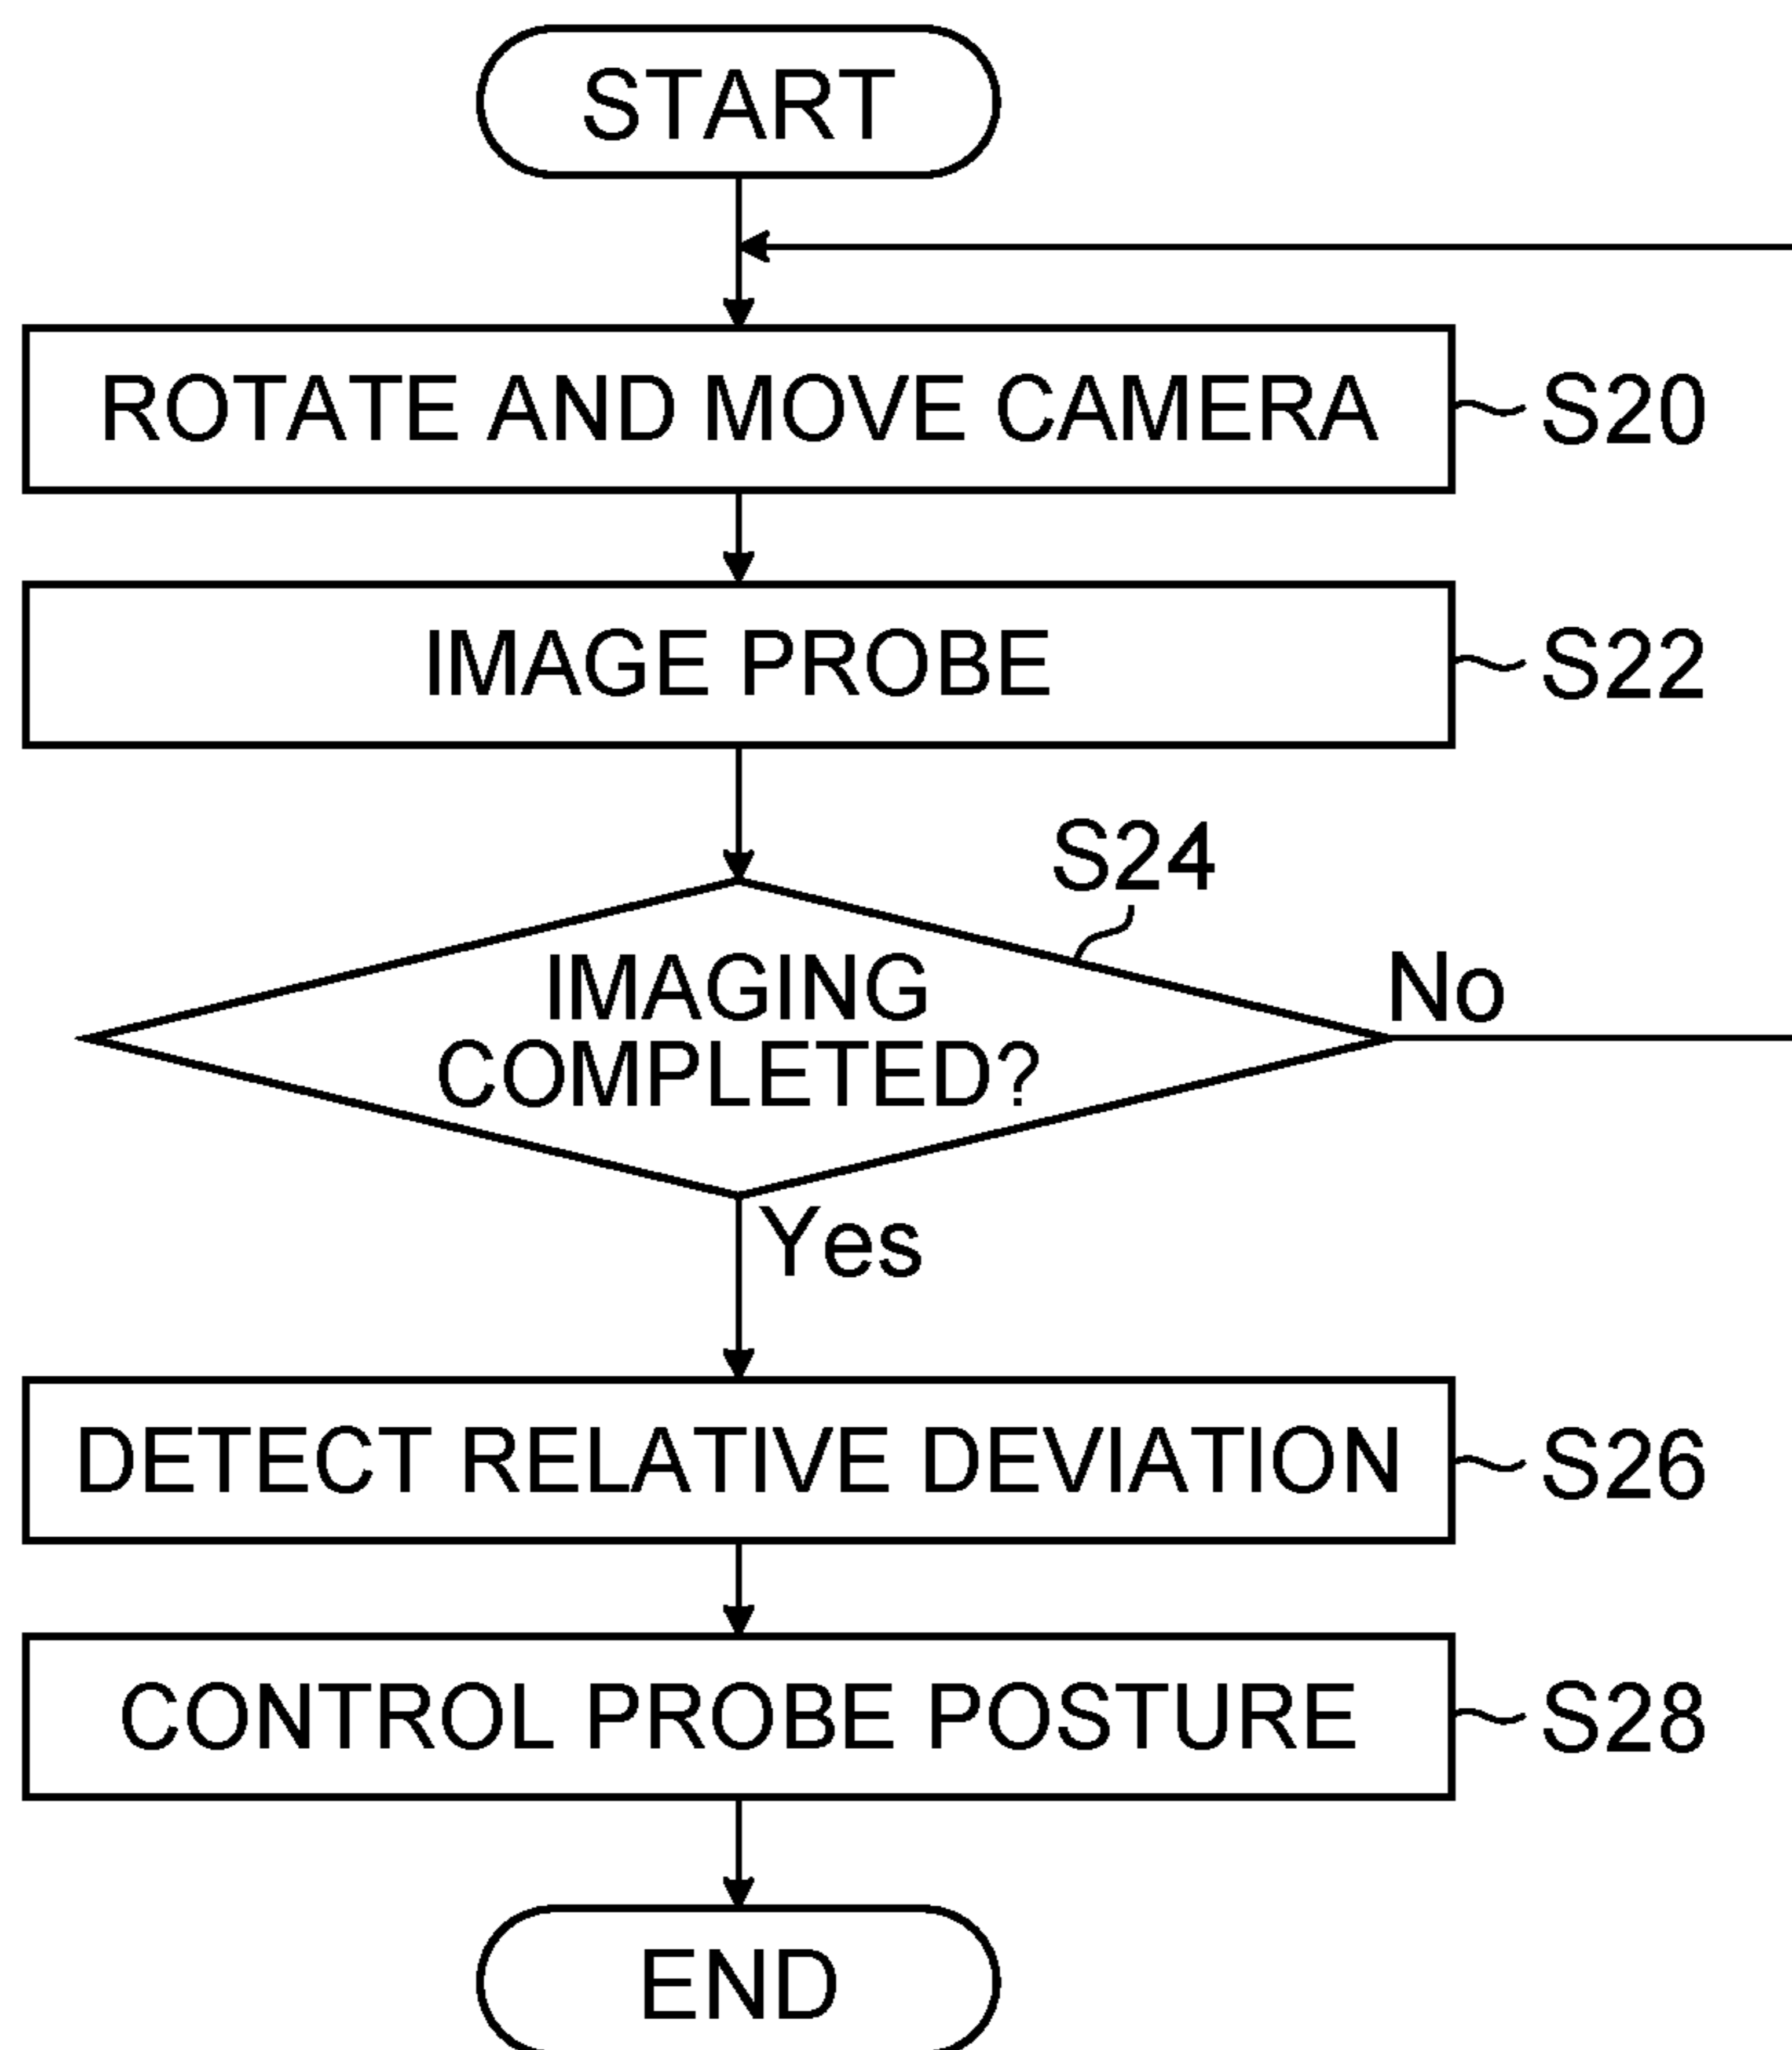 START
ROTATE AND MOVE CAMERA
S20
IMAGE PROBE
S22
S24
IMAGING
COMPLETED?
No
Yes
DETECT RELATIVE DEVIATION
S26
CONTROL PROBE POSTURE
S28
END